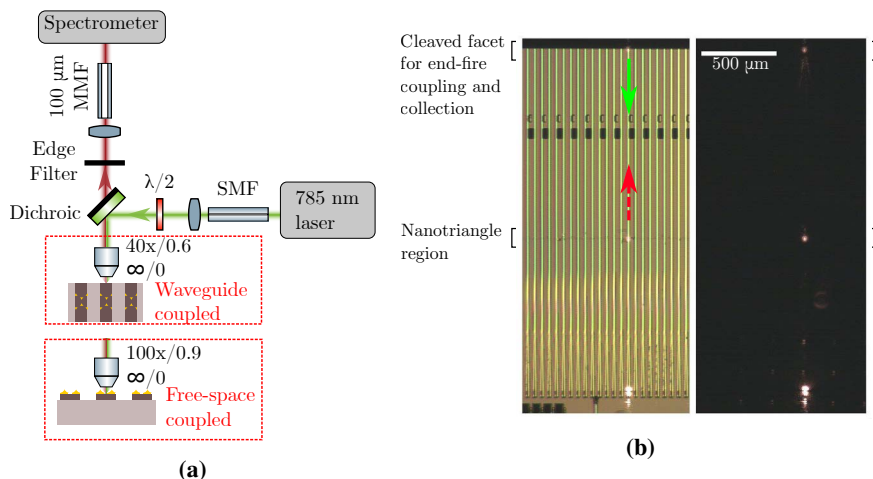 Spectrometer
100 µm
MMF
Edge
Filter
Dichroic
λ/2
SMF
785 nm
laser
40x/0.6
∞/0
Waveguide
coupled
100x/0.9
∞/0
Free-space
coupled
(a)
Cleaved facet
for end-fire
coupling and
collection
Nanotriangle
region
500 µm
(b)